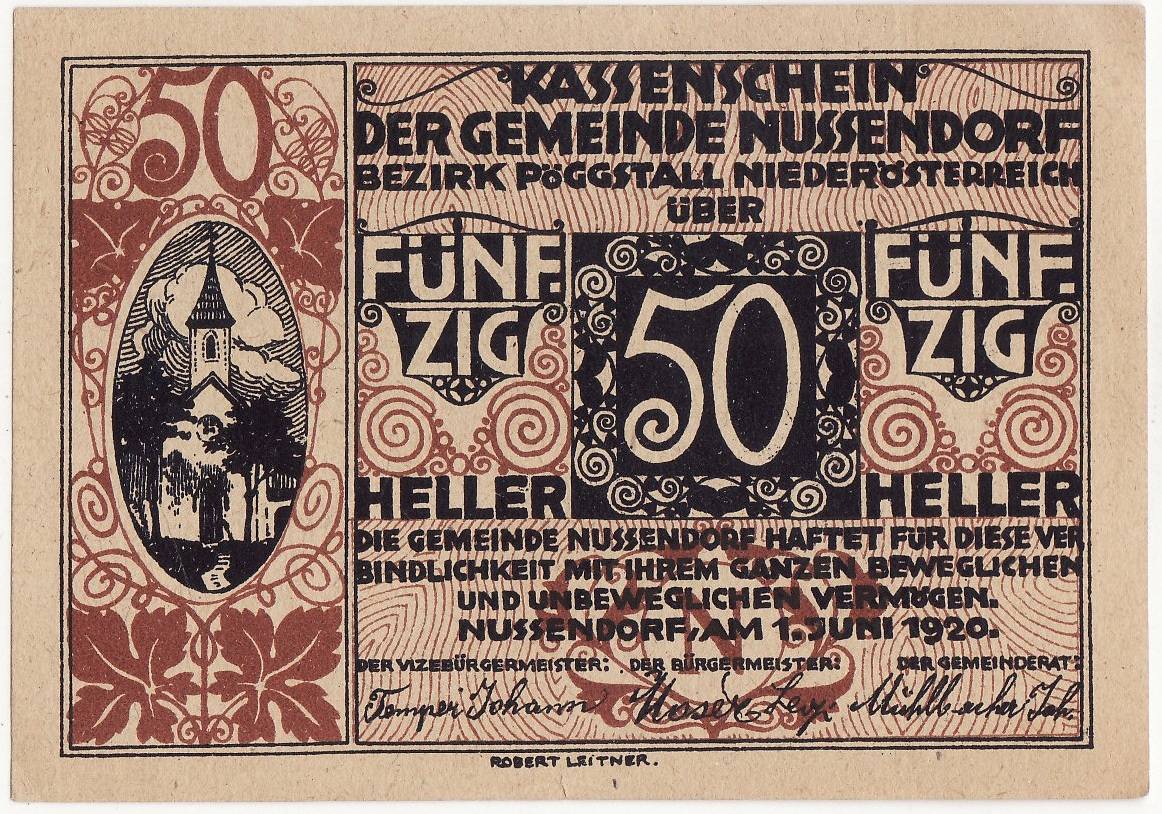 50
KASSENSCHEIN
DER GEMEINDE NUSSENDORF
BEZIRK PÖGGSTALL NIEDERÖSTERREICH
ÜBER
FÜNF-
ZIG
HELLER
50
FÜNF-
ZIG
HELLER
DIE GEMEINDE NUSSENDORF HAFTET FÜR DIESE VER
BINDLICHKEIT MIT IHREM GANZEN BEWEGLICHEN
UND UNBEWEGLICHEN VERMÖGEN.
NUSSENDORF, AM 1. JUNI 1920.
DER VIZEBÜRGERMEISTER: DER BÜRGERMEISTER: DER GEMEINDERAT:
Temper Johann Mühlbacher Joh.
ROBERT LEITNER.